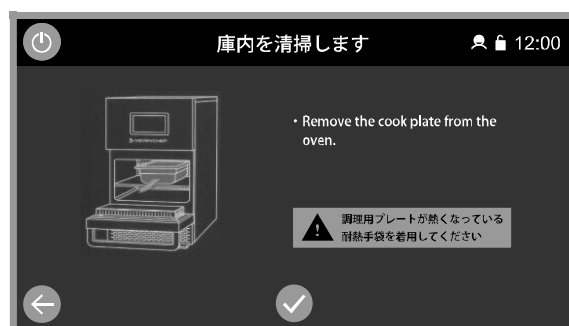 庫内を清掃します
12:00
• Remove the cook plate from the
oven.
MERRYCHEF
調理用プレートが熱くなっている
耐熱手袋を着用してください